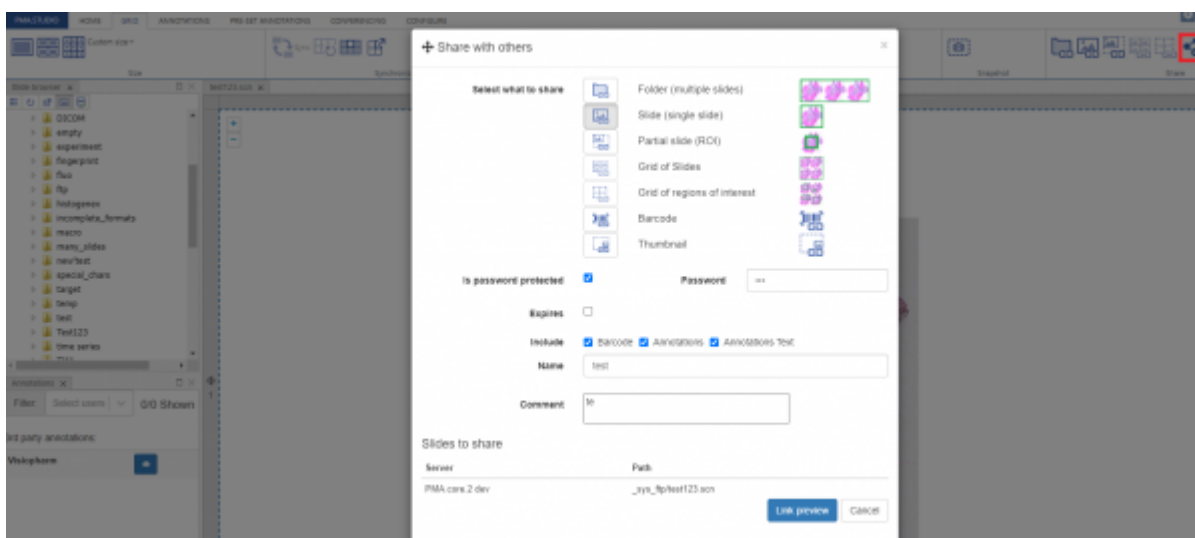 PMA.STUDIO HOME GRID ANNOTATIONS PRE-SET ANNOTATIONS CONFERENCING CONFIGURE
Custom size
Size
Snapshot
Share
Share with others ×
Slide browser ×
test123.scn ×
DICOM
empty
experiment
fingerprint
fluo
ftp
histogenex
incomplete_formats
macro
many_slides
newtest
special_chars
target
temp
test
Test123
time series
Select what to share
Folder (multiple slides)
Slide (single slide)
Partial slide (ROI)
Grid of Slides
Grid of regions of interest
Barcode
Thumbnail
Is password protected Password
Expires
Include Barcode Annotations Annotations Text
Name test
Comment te
Annotations ×
Filter: Select users 0/0 Shown
3rd party annotations:
Visiopharm
Slides to share
Server Path
PMA.core.2 dev _sys_ftp/test123.scn
Link preview Cancel